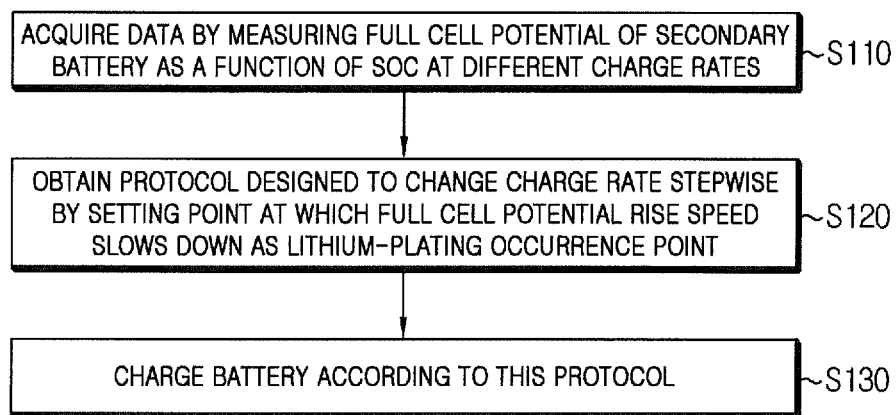 ACQUIRE DATA BY MEASURING FULL CELL POTENTIAL OF SECONDARY
BATTERY AS A FUNCTION OF SOC AT DIFFERENT CHARGE RATES
~S110
OBTAIN PROTOCOL DESIGNED TO CHANGE CHARGE RATE STEPWISE
BY SETTING POINT AT WHICH FULL CELL POTENTIAL RISE SPEED
SLOWS DOWN AS LITHIUM-PLATING OCCURRENCE POINT
~S120
CHARGE BATTERY ACCORDING TO THIS PROTOCOL
~S130